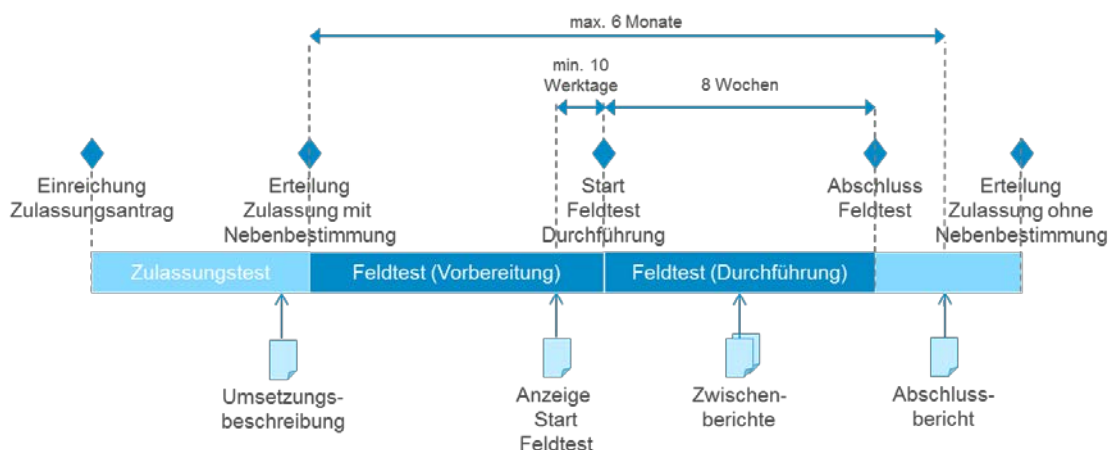 max. 6 Monate
min. 10
Werktage
8 Wochen
Einreichung
Zulassungsantrag
Erteilung
Zulassung mit
Nebenbestimmung
Start
Feldtest
Durchführung
Abschluss
Feldtest
Erteilung
Zulassung ohne
Nebenbestimmung
Zulassungstest
Feldtest (Vorbereitung)
Feldtest (Durchführung)
Umsetzungs-
beschreibung
Anzeige
Start
Feldtest
Zwischen-
berichte
Abschluss-
bericht